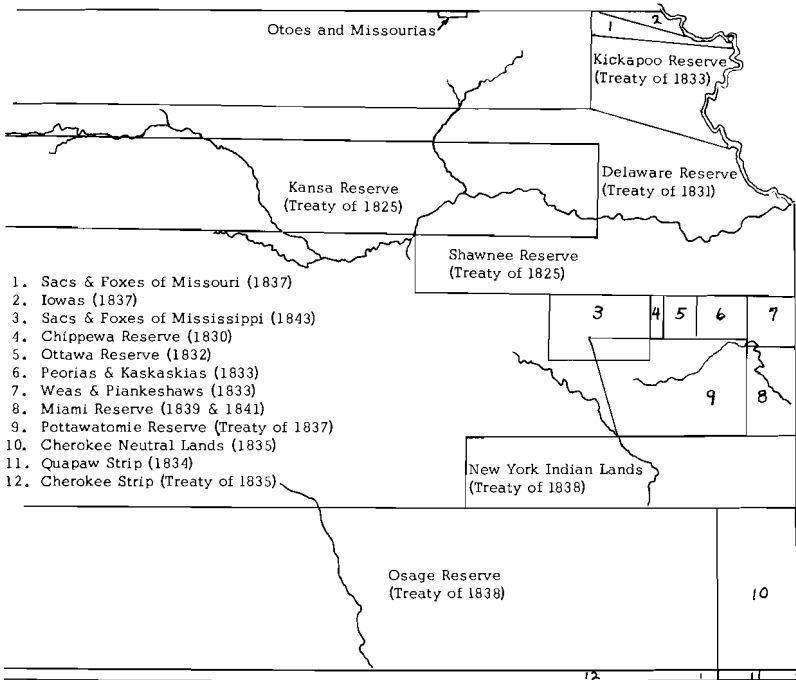 Otoes and Missourias
1
2
Kickapoo Reserve
(Treaty of 1833)
Kansa Reserve
(Treaty of 1825)
Delaware Reserve
(Treaty of 1831)
Shawnee Reserve
(Treaty of 1825)
1. Sacs & Foxes of Missouri (1837)
2. Iowas (1837)
3. Sacs & Foxes of Mississippi (1843)
4. Chippewa Reserve (1830)
5. Ottawa Reserve (1832)
6. Peorias & Kaskaskias (1833)
7. Weas & Piankeshaws (1833)
8. Miami Reserve (1839 & 1841)
9. Pottawatomie Reserve (Treaty of 1837)
10. Cherokee Neutral Lands (1835)
11. Quapaw Strip (1834)
12. Cherokee Strip (Treaty of 1835)
3
4
5
6
7
9
8
New York Indian Lands
(Treaty of 1838)
Osage Reserve
(Treaty of 1838)
10
12
11